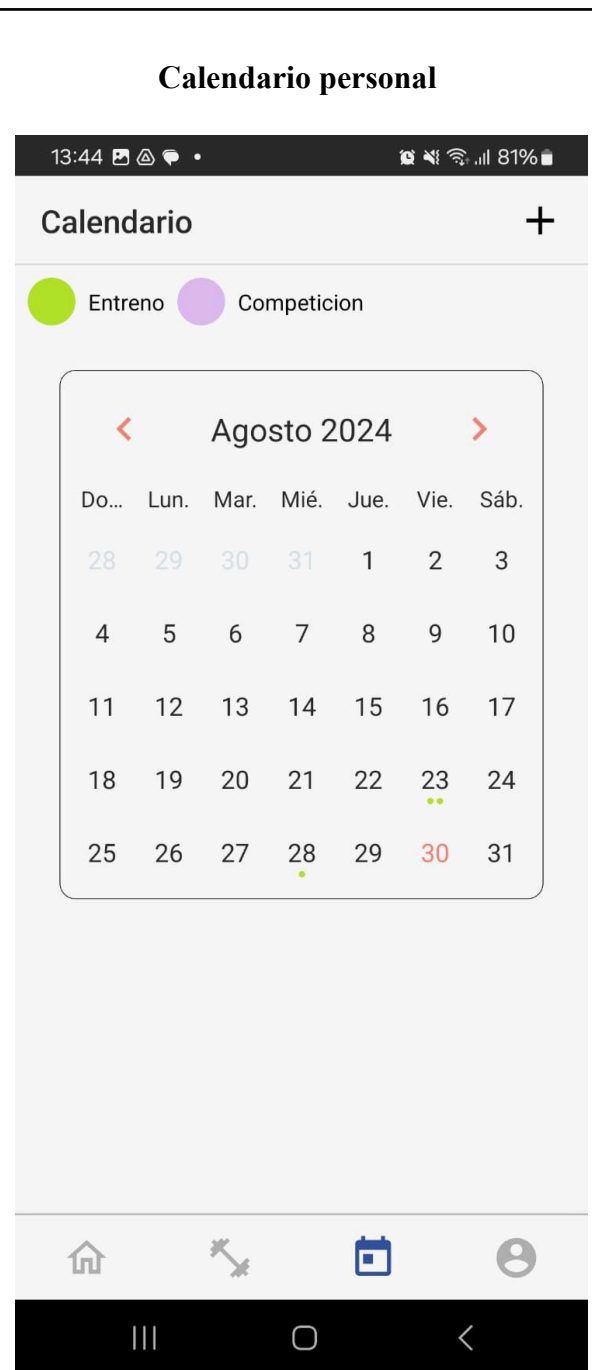 Calendario personal
13:44 81%
Calendario
Entreno Competicion
Agosto 2024
Do... Lun. Mar. Mié. Jue. Vie. Sáb.
28 29 30 31 1 2 3
4 5 6 7 8 9 10
11 12 13 14 15 16 17
18 19 20 21 22 23 24
25 26 27 28 29 30 31